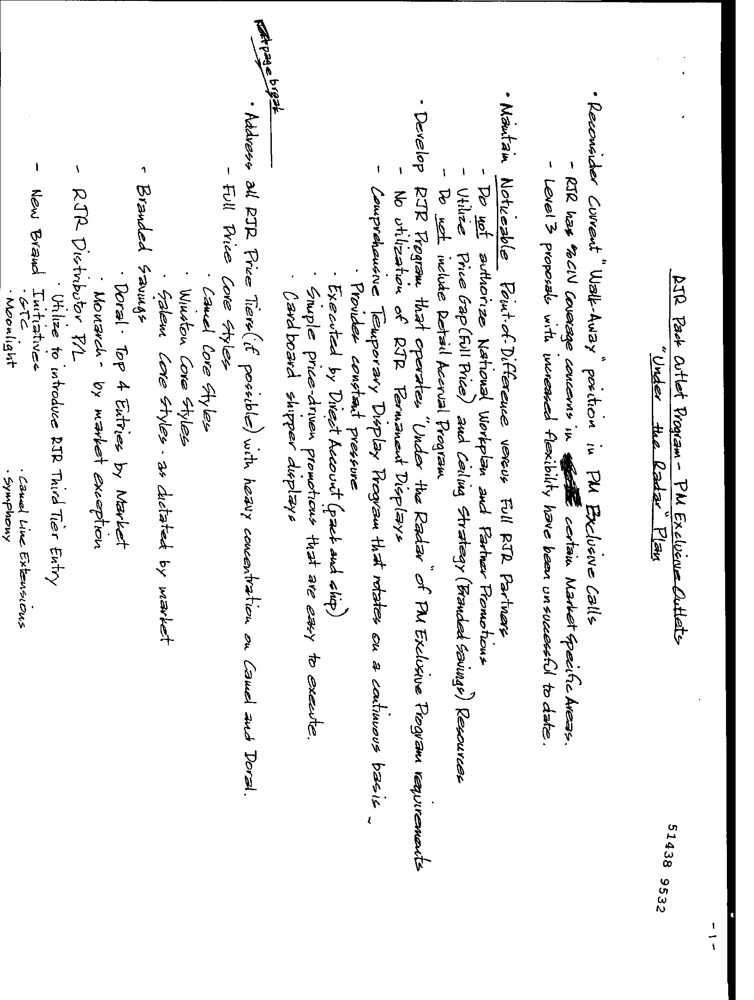 - 1 -
51438 9532
RJR Pack Outlet Program - PM Exclusive Outlets
"Under the Radar" Plan
• Reconsider Current "Walk-Away" position in PM Exclusive Calls
- RJR has % CIV Coverage concerns in certain Market Specific Areas.
- Level 3 proposals with increased flexibility have been unsuccessful to date.
• Maintain Noticeable Point-of-Difference versus Full RJR Partners
- Do not authorize National Workplan and Partner Promotions
- Utilize Price Gap (Full Price) and Ceiling Strategy (Branded Savings) Resources
- Do not include Retail Accrual Program
• Develop RJR Program that operates "Under the Radar" of PM Exclusive Program requirements
- No utilization of RJR Permanent Displays
- Comprehensive Temporary Display Program that rotates on a continuous basis
• Provides constant pressure
• Executed by Direct Account (pack and ship)
• Simple price-driven promotions that are easy to execute.
• Cardboard shipper displays
page break
• Address all RJR Price Tiers (if possible) with heavy concentration on Camel and Doral.
- Full Price Core Styles
• Camel Core Styles
• Winston Core Styles
• Salem Core Styles - as dictated by market
- Branded Savings
• Doral - Top 4 Entries by Market
• Monarch - by market exception
- RJR Distributor P/L
• Utilize to introduce RJR Third Tier Entry
- New Brand Initiatives
• GTC • Camel Line Extensions
• Moonlight • Symphony